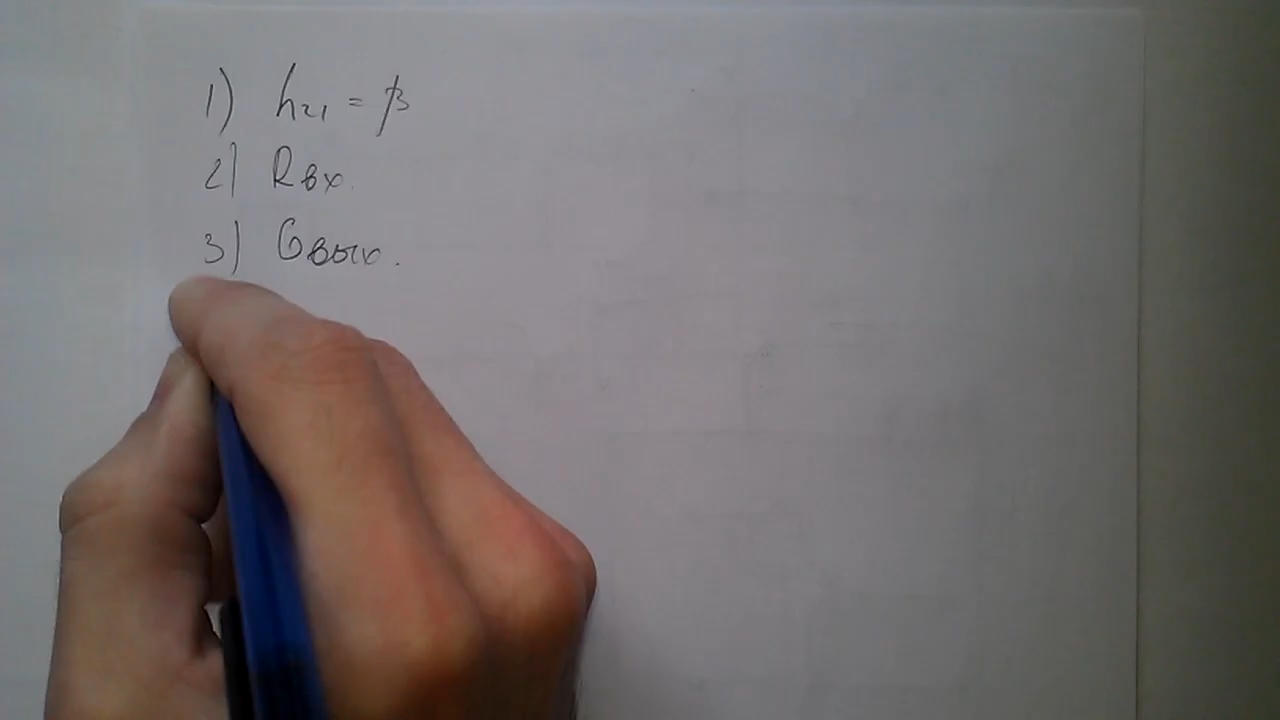 1) h21 = β
2) Rвх.
3) Gвых.